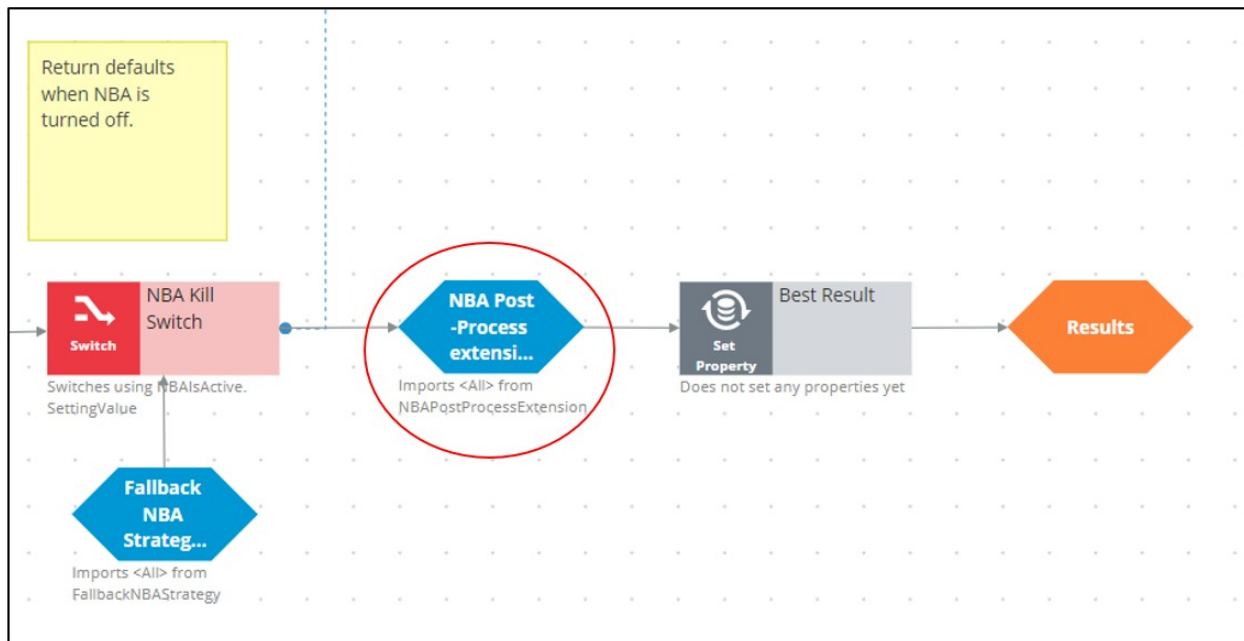 Return defaults
when NBA is
turned off.
NBA Kill
Switch
Switch
Switches using NBAIsActive.
SettingValue
NBA Post
-Process
extensi...
Imports <All> from
NBAPostProcessExtension
Best Result
Set
Property
Does not set any properties yet
Results
Fallback
NBA
Strateg...
Imports <All> from
FallbackNBAStrategy